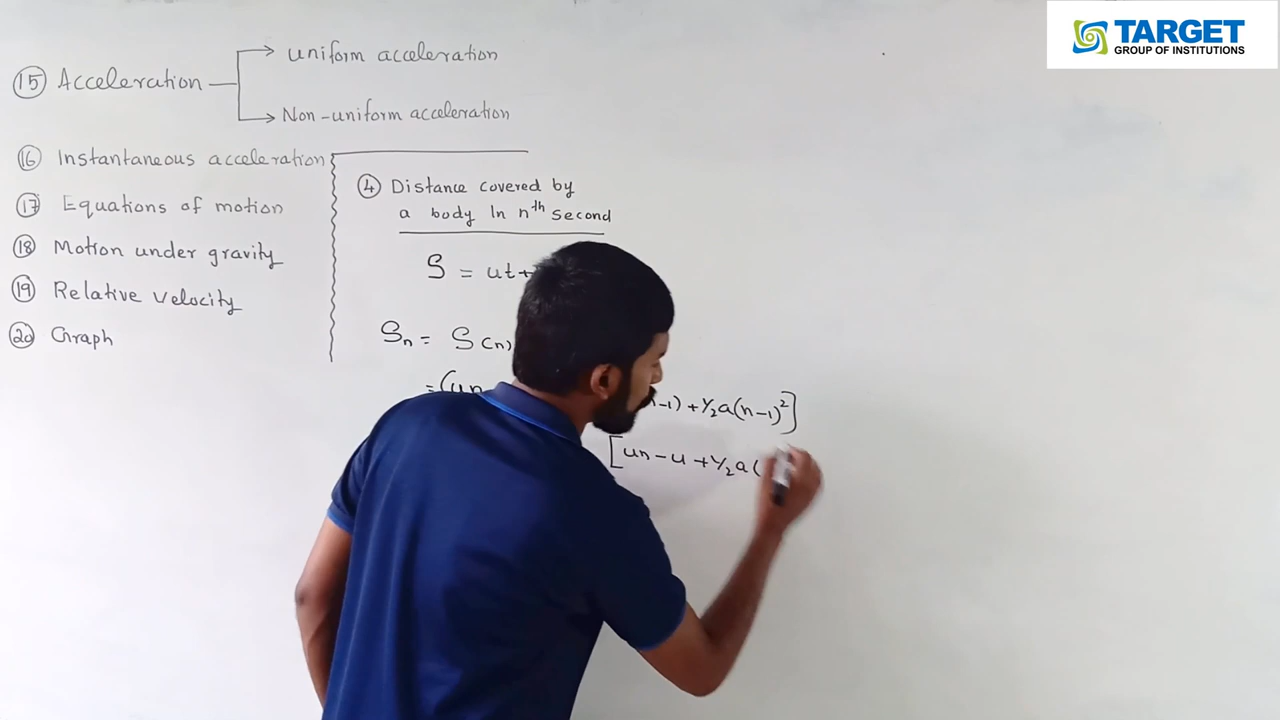 TARGET
GROUP OF INSTITUTIONS
15 Acceleration
uniform acceleration
Non-uniform acceleration
16 Instantaneous acceleration
17 Equations of motion
18 Motion under gravity
19 Relative velocity
20 Graph
4 Distance covered by
a body In nth second
S = ut+
Sn = S(n)
=(un
-1) + 1/2a(n-1)²]
[un - u + 1/2a(